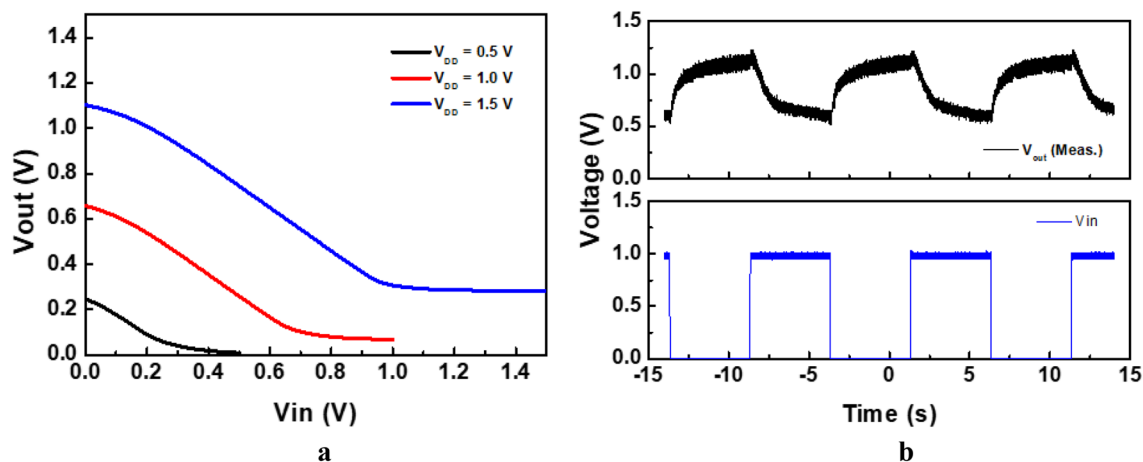 1.4
1.2
1.0
0.8
0.6
0.4
0.2
0.0
Vout (V)
V_DD = 0.5 V
V_DD = 1.0 V
V_DD = 1.5 V
0.0 0.2 0.4 0.6 0.8 1.0 1.2 1.4
Vin (V)
a
1.5
1.0
0.5
0.0
V_out (Meas.)
Voltage (V)
1.5
1.0
0.5
0.0
Vin
-15 -10 -5 0 5 10 15
Time (s)
b